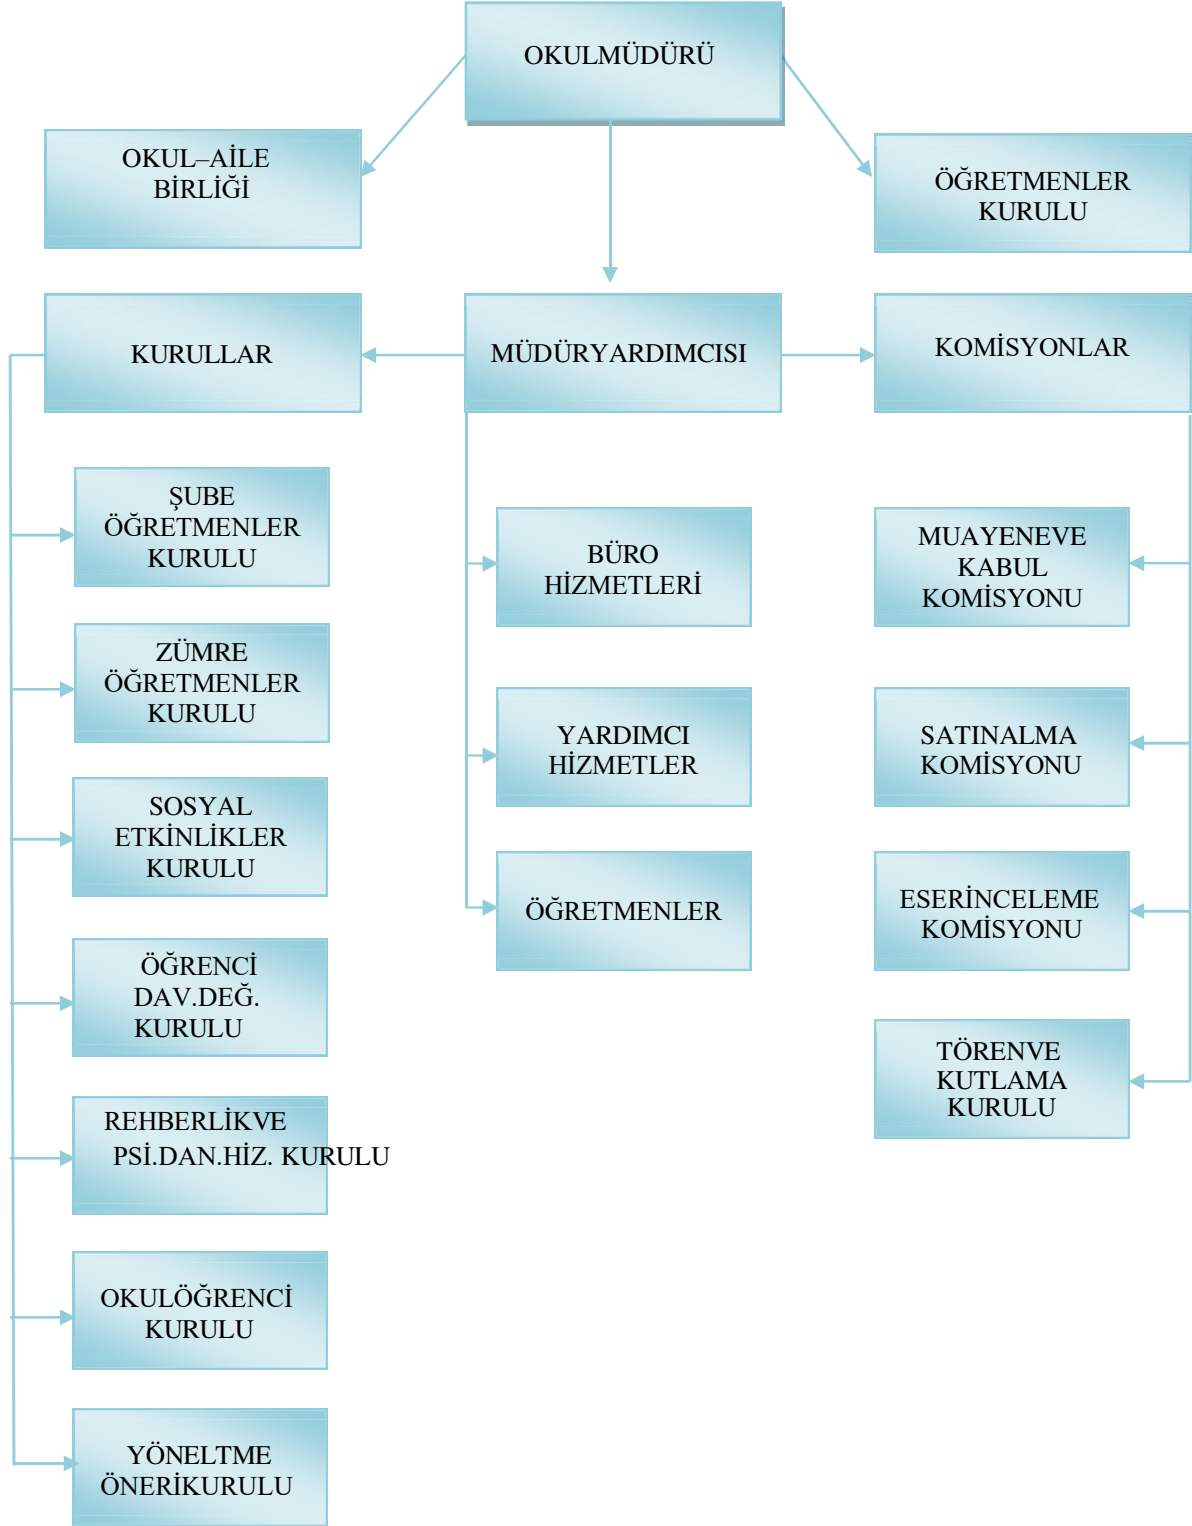 OKULMÜDÜRÜ
OKUL–AİLE
BİRLİĞİ
ÖĞRETMENLER
KURULU
KURULLAR
MÜDÜRYARDIMCISI
KOMİSYONLAR
ŞUBE
ÖĞRETMENLER
KURULU
ZÜMRE
ÖĞRETMENLER
KURULU
SOSYAL
ETKİNLİKLER
KURULU
ÖĞRENCİ
DAV.DEĞ.
KURULU
REHBERLİKVE
PSİ.DAN.HİZ. KURULU
OKULÖĞRENCİ
KURULU
YÖNELTME
ÖNERİKURULU
BÜRO
HİZMETLERİ
YARDIMCI
HİZMETLER
ÖĞRETMENLER
MUAYENEVE
KABUL
KOMİSYONU
SATINALMA
KOMİSYONU
ESERİNCELEME
KOMİSYONU
TÖRENVE
KUTLAMA
KURULU